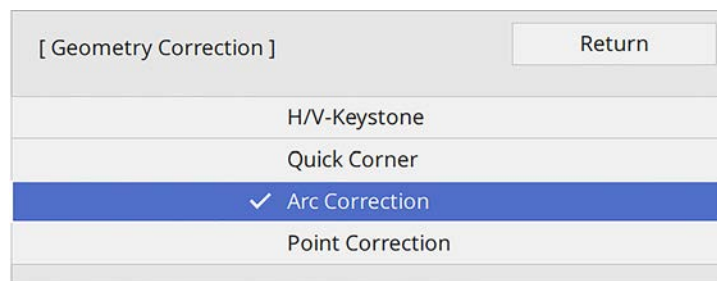 [ Geometry Correction ]
Return
H/V-Keystone
Quick Corner
Arc Correction
Point Correction